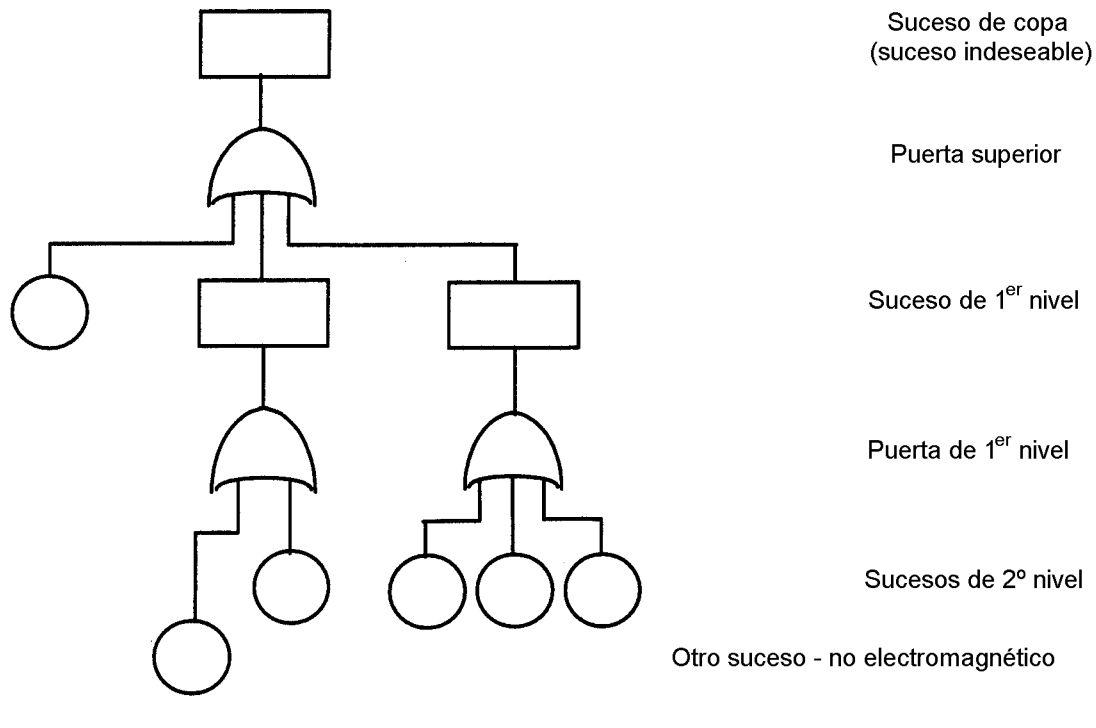 Suceso de copa
(suceso indeseable)
Puerta superior
Suceso de 1er nivel
Puerta de 1er nivel
Sucesos de 2º nivel
Otro suceso - no electromagnético